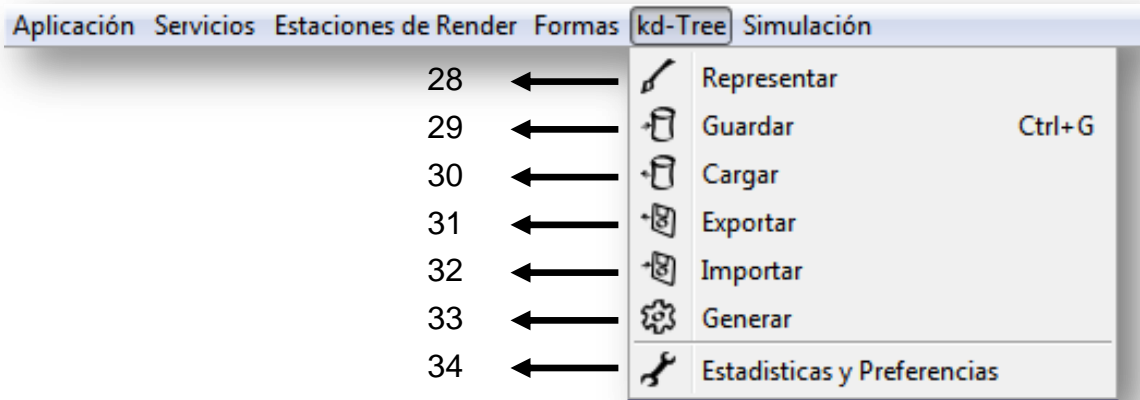 Aplicación Servicios Estaciones de Render Formas kd-Tree Simulación
28 Representar
29 Guardar Ctrl+G
30 Cargar
31 Exportar
32 Importar
33 Generar
34 Estadisticas y Preferencias